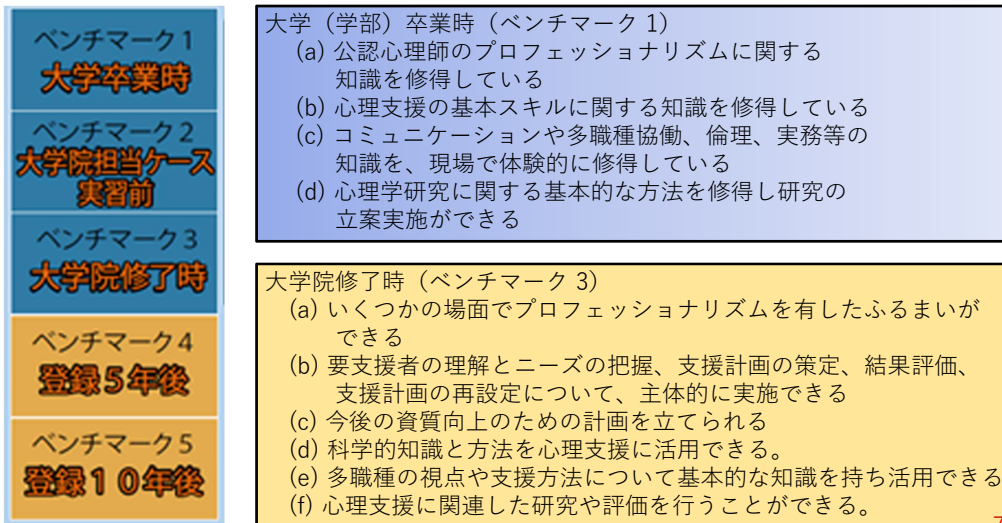 ベンチマーク1
大学卒業時
ベンチマーク2
大学院担当ケース
実習前
ベンチマーク3
大学院修了時
ベンチマーク4
登録5年後
ベンチマーク5
登録10年後
大学（学部）卒業時（ベンチマーク 1）
(a) 公認心理師のプロフェッショナリズムに関する
知識を修得している
(b) 心理支援の基本スキルに関する知識を修得している
(c) コミュニケーションや多職種協働、倫理、実務等の
知識を、現場で体験的に修得している
(d) 心理学研究に関する基本的な方法を修得し研究の
立案実施ができる
大学院修了時（ベンチマーク 3）
(a) いくつかの場面でプロフェッショナリズムを有したふるまいが
できる
(b) 要支援者の理解とニーズの把握、支援計画の策定、結果評価、
支援計画の再設定について、主体的に実施できる
(c) 今後の資質向上のための計画を立てられる
(d) 科学的知識と方法を心理支援に活用できる。
(e) 多職種の視点や支援方法について基本的な知識を持ち活用できる
(f) 心理支援に関連した研究や評価を行うことができる。